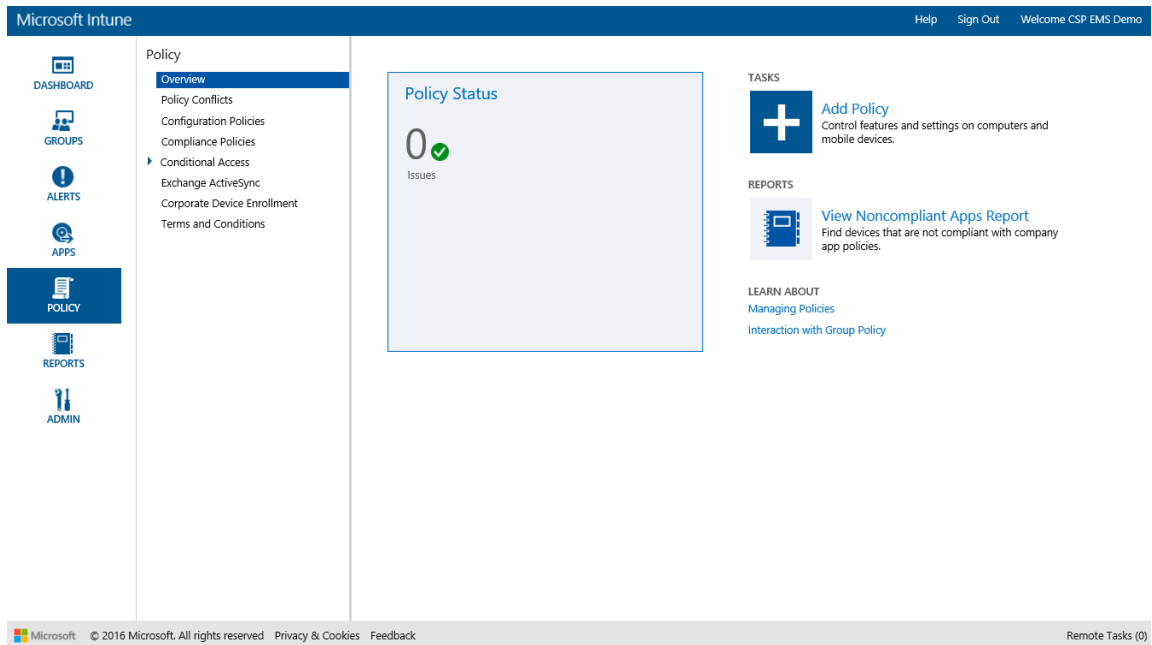 Microsoft Intune
Help Sign Out Welcome CSP EMS Demo
DASHBOARD
GROUPS
ALERTS
APPS
POLICY
REPORTS
ADMIN
Policy
Overview
Policy Conflicts
Configuration Policies
Compliance Policies
Conditional Access
Exchange ActiveSync
Corporate Device Enrollment
Terms and Conditions
Policy Status
0
Issues
TASKS
Add Policy
Control features and settings on computers and
mobile devices.
REPORTS
View Noncompliant Apps Report
Find devices that are not compliant with company
app policies.
LEARN ABOUT
Managing Policies
Interaction with Group Policy
Microsoft © 2016 Microsoft. All rights reserved Privacy & Cookies Feedback
Remote Tasks (0)